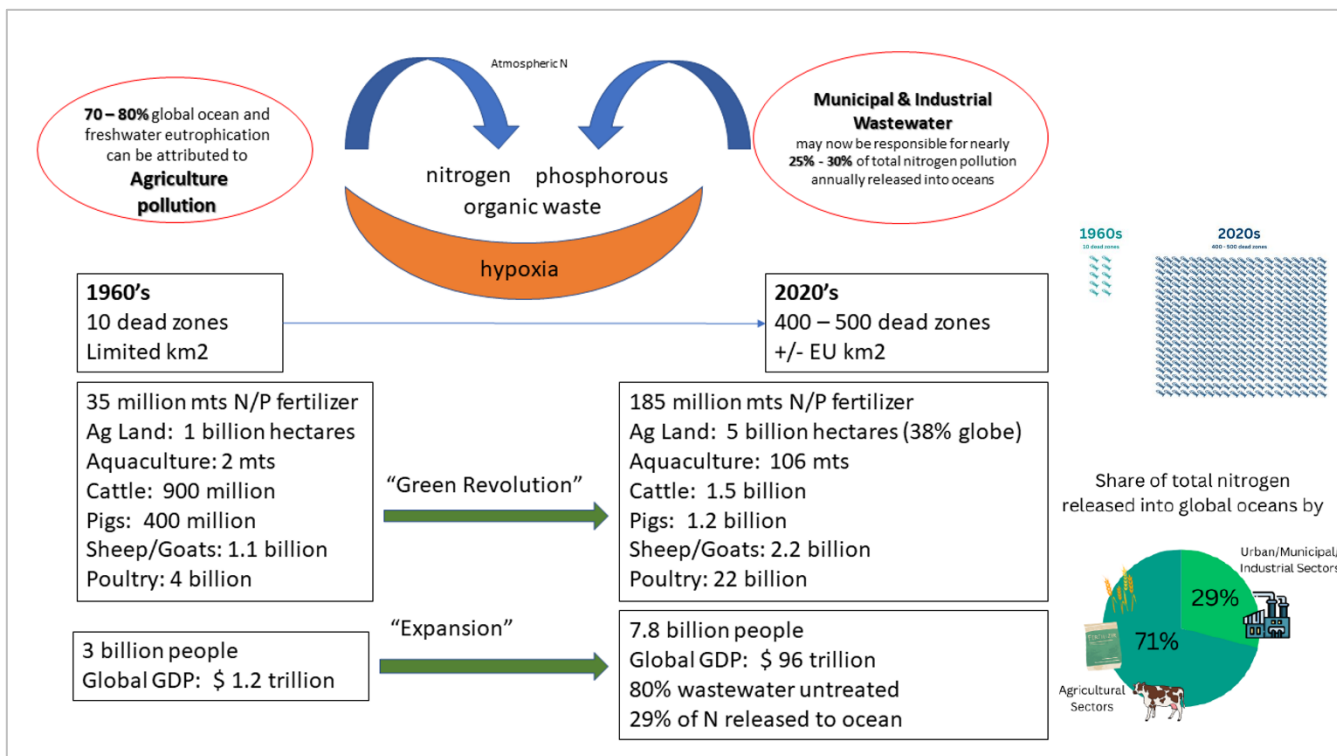 Atmospheric N
70 – 80% global ocean and
freshwater eutrophication
can be attributed to
Agriculture
pollution
Municipal & Industrial
Wastewater
may now be responsible for nearly
25% - 30% of total nitrogen pollution
annually released into oceans
nitrogen phosphorous
organic waste
hypoxia
1960's
10 dead zones
Limited km2
2020's
400 – 500 dead zones
+/- EU km2
1960s
10 dead zones
2020s
400 - 500 dead zones
35 million mts N/P fertilizer
Ag Land: 1 billion hectares
Aquaculture: 2 mts
Cattle: 900 million
Pigs: 400 million
Sheep/Goats: 1.1 billion
Poultry: 4 billion
"Green Revolution"
185 million mts N/P fertilizer
Ag Land: 5 billion hectares (38% globe)
Aquaculture: 106 mts
Cattle: 1.5 billion
Pigs: 1.2 billion
Sheep/Goats: 2.2 billion
Poultry: 22 billion
3 billion people
Global GDP: $ 1.2 trillion
"Expansion"
7.8 billion people
Global GDP: $ 96 trillion
80% wastewater untreated
29% of N released to ocean
Share of total nitrogen
released into global oceans by
Urban/Municipal/
Industrial Sectors
29%
71%
Agricultural
Sectors